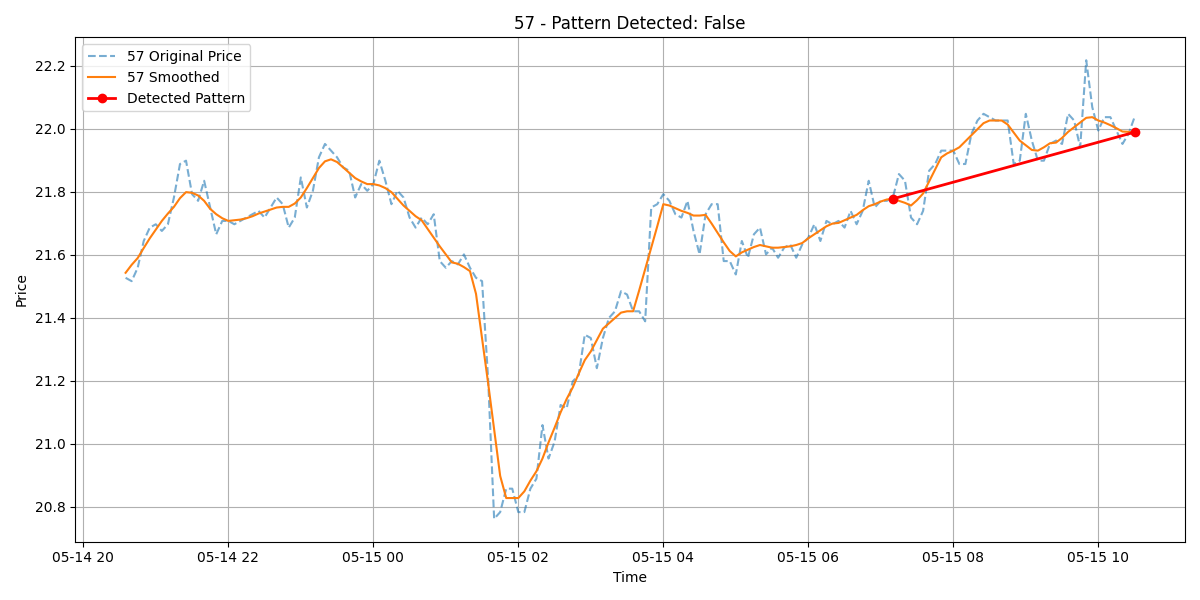 57 - Pattern Detected: False
57 Original Price
57 Smoothed
Detected Pattern
Price
22.2
22.0
21.8
21.6
21.4
21.2
21.0
20.8
05-14 20
05-14 22
05-15 00
05-15 02
05-15 04
05-15 06
05-15 08
05-15 10
Time